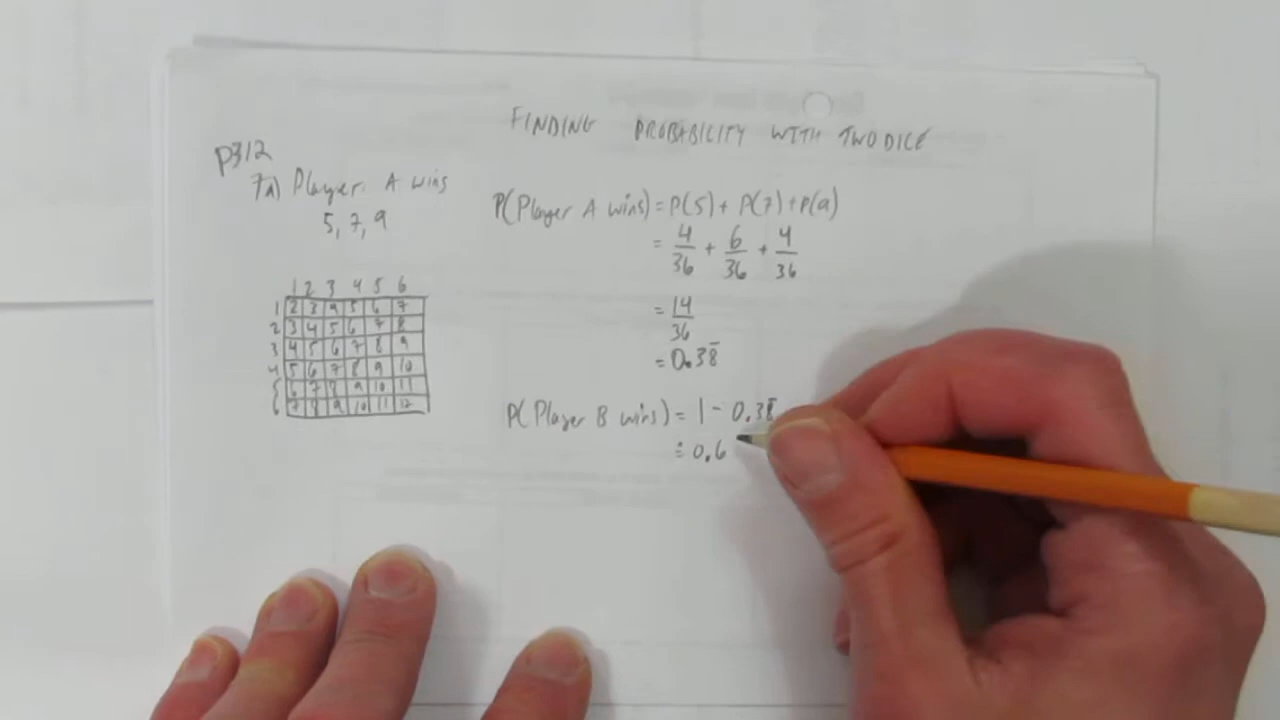 FINDING PROBABILITY WITH TWO DICE
P312
7a) Player A wins
5, 7, 9
1 2 3 4 5 6
1 2 3 4 5 6 7
2 3 4 5 6 7 8
3 4 5 6 7 8 9
4 5 6 7 8 9 10
5 6 7 8 9 10 11
6 7 8 9 10 11 12
P(Player A wins) = P(5) + P(7) + P(9)
= 4/36 + 6/36 + 4/36
= 14/36
= 0.38̅
P(Player B wins) = 1 - 0.38̅
≐ 0.6